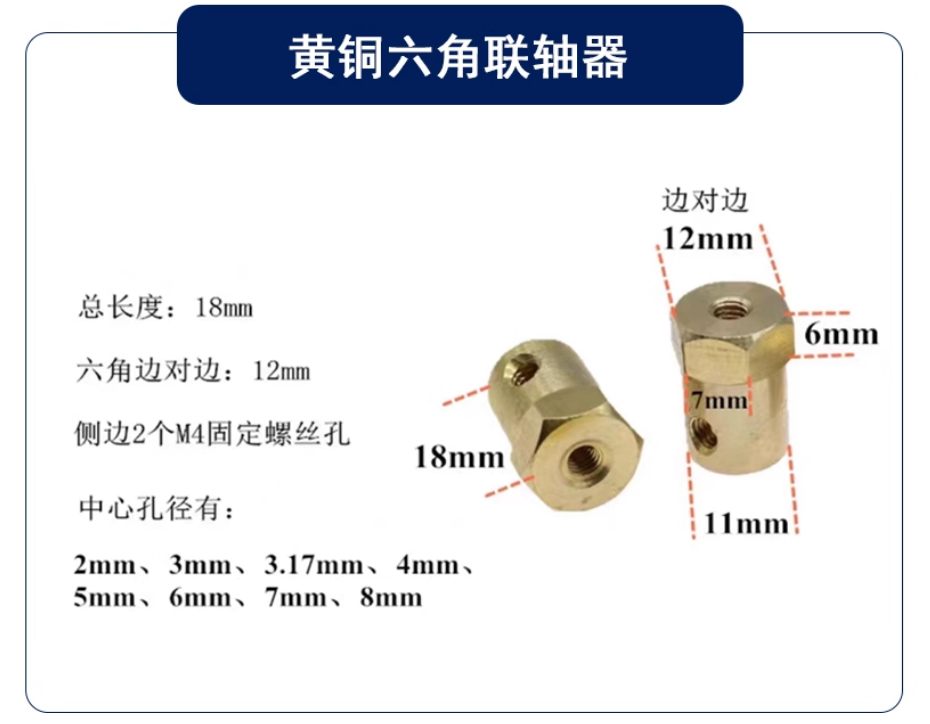 黄铜六角联轴器
边对边
12mm
总长度：18mm
6mm
六角边对边：12mm
7mm
侧边2个M4固定螺丝孔
18mm
中心孔径有：
11mm
2mm、3mm、3.17mm、4mm、
5mm、6mm、7mm、8mm